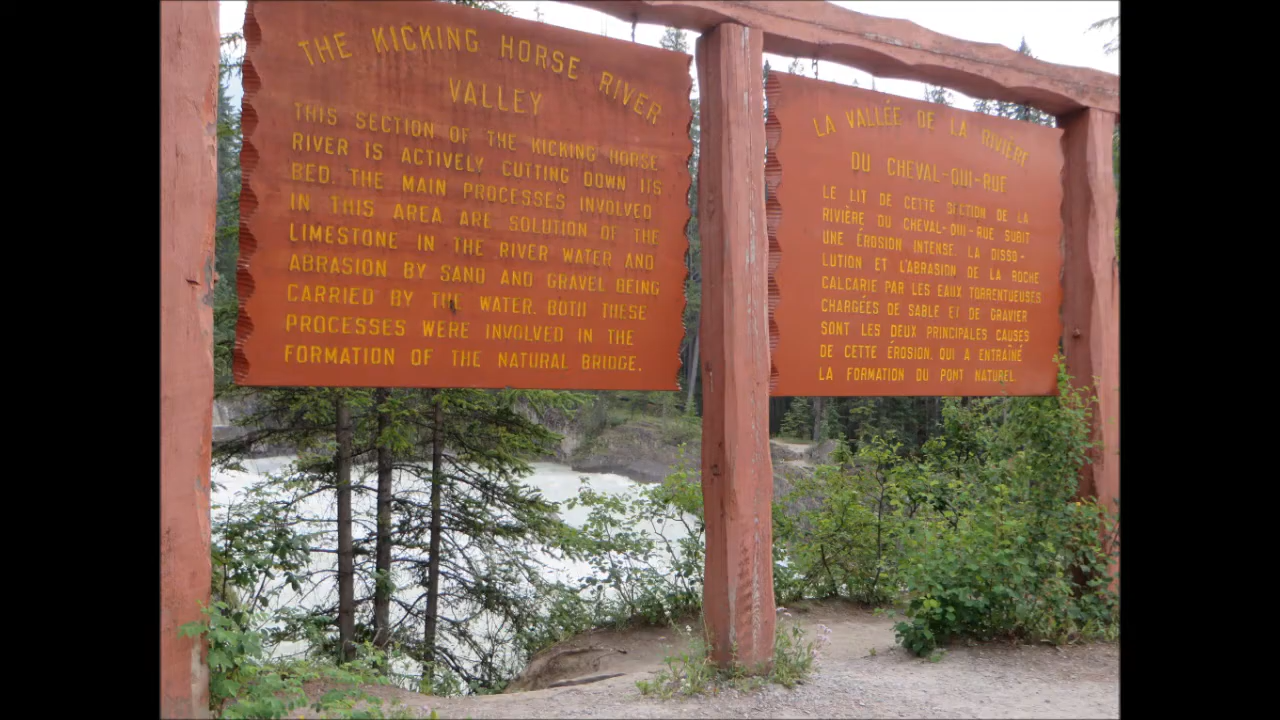 THE KICKING HORSE RIVER
VALLEY
THIS SECTION OF THE KICKING HORSE
RIVER IS ACTIVELY CUTTING DOWN ITS
BED. THE MAIN PROCESSES INVOLVED
IN THIS AREA ARE SOLUTION OF THE
LIMESTONE IN THE RIVER WATER AND
ABRASION BY SAND AND GRAVEL BEING
CARRIED BY THE WATER. BOTH THESE
PROCESSES WERE INVOLVED IN THE
FORMATION OF THE NATURAL BRIDGE.
LA VALLÉE DE LA RIVIÈRE
DU CHEVAL-QUI-RUE
LE LIT DE CETTE SECTION DE LA
RIVIÈRE DU CHEVAL-QUI-RUE SUBIT
UNE ÉROSION INTENSE. LA DISSO-
LUTION ET L'ABRASION DE LA ROCHE
CALCARIE PAR LES EAUX TORRENTUEUSES
CHARGÉES DE SABLE ET DE GRAVIER
SONT LES DEUX PRINCIPALES CAUSES
DE CETTE ÉROSION, QUI A ENTRAÎNÉ
LA FORMATION DU PONT NATUREL.